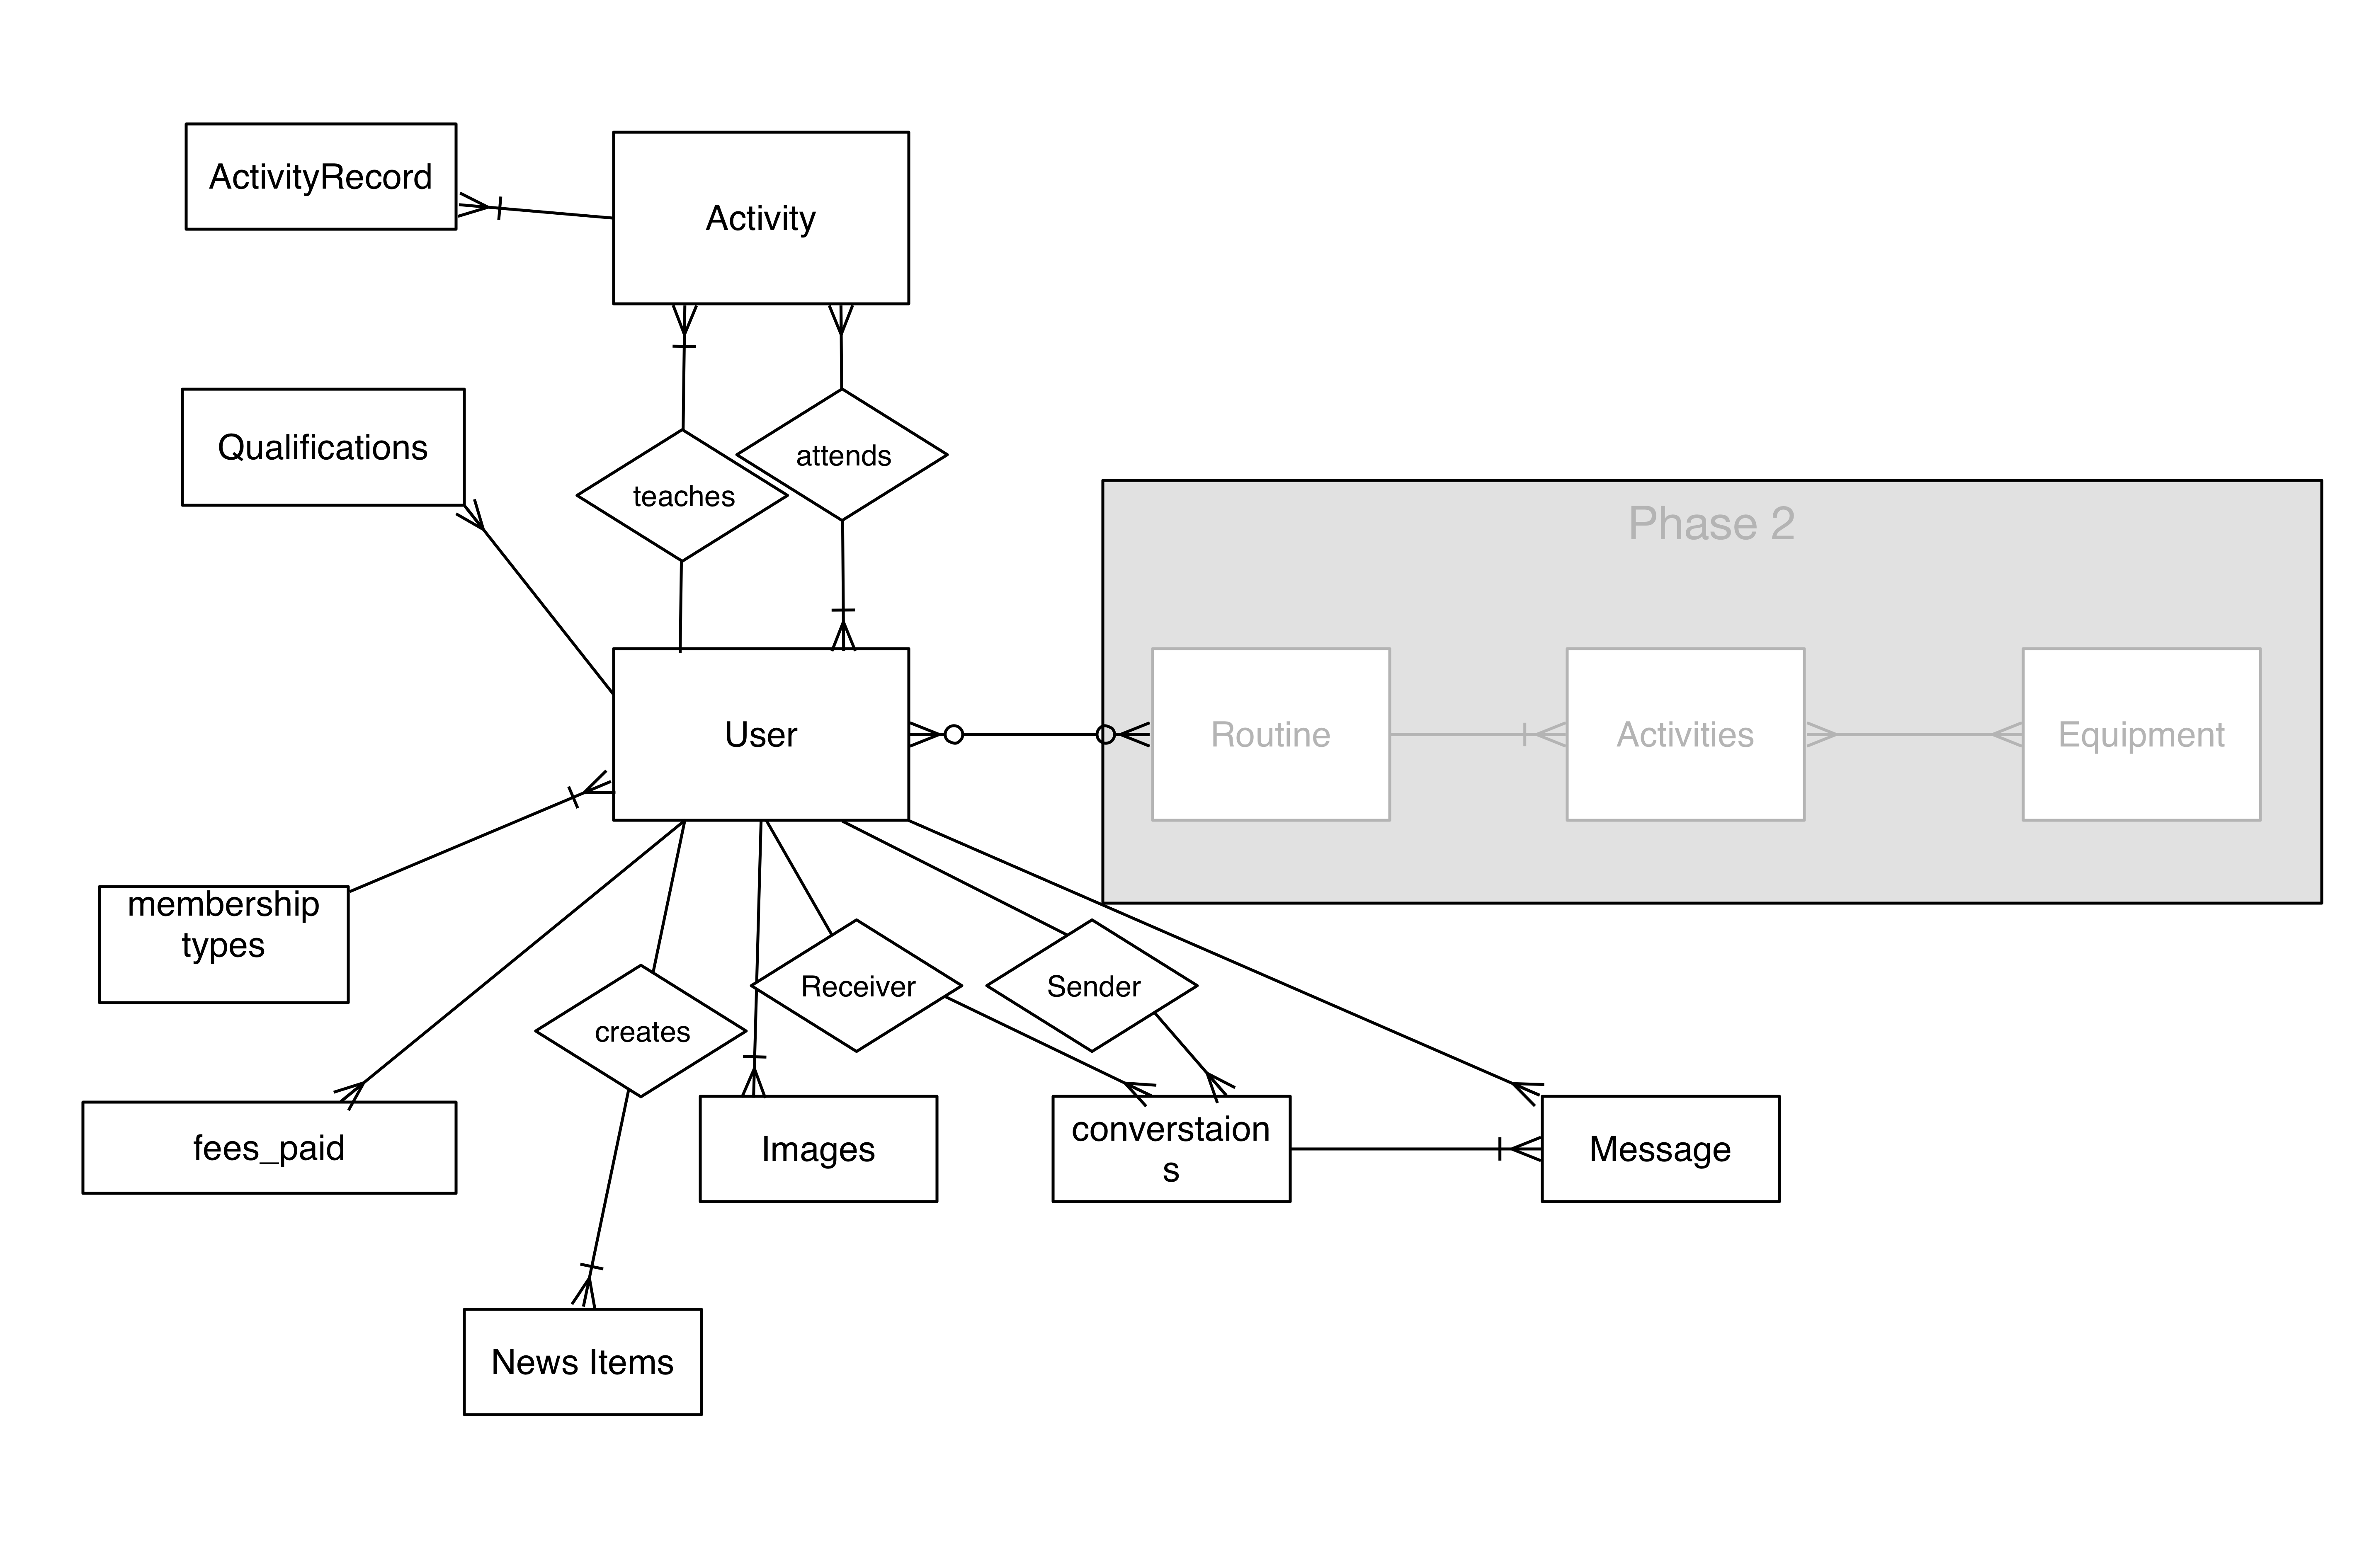 ActivityRecord
Activity
Qualifications
attends
teaches
Phase 2
User
Routine
Activities
Equipment
membership
types
Receiver
Sender
creates
fees_paid
Images
converstaion
s
Message
News Items